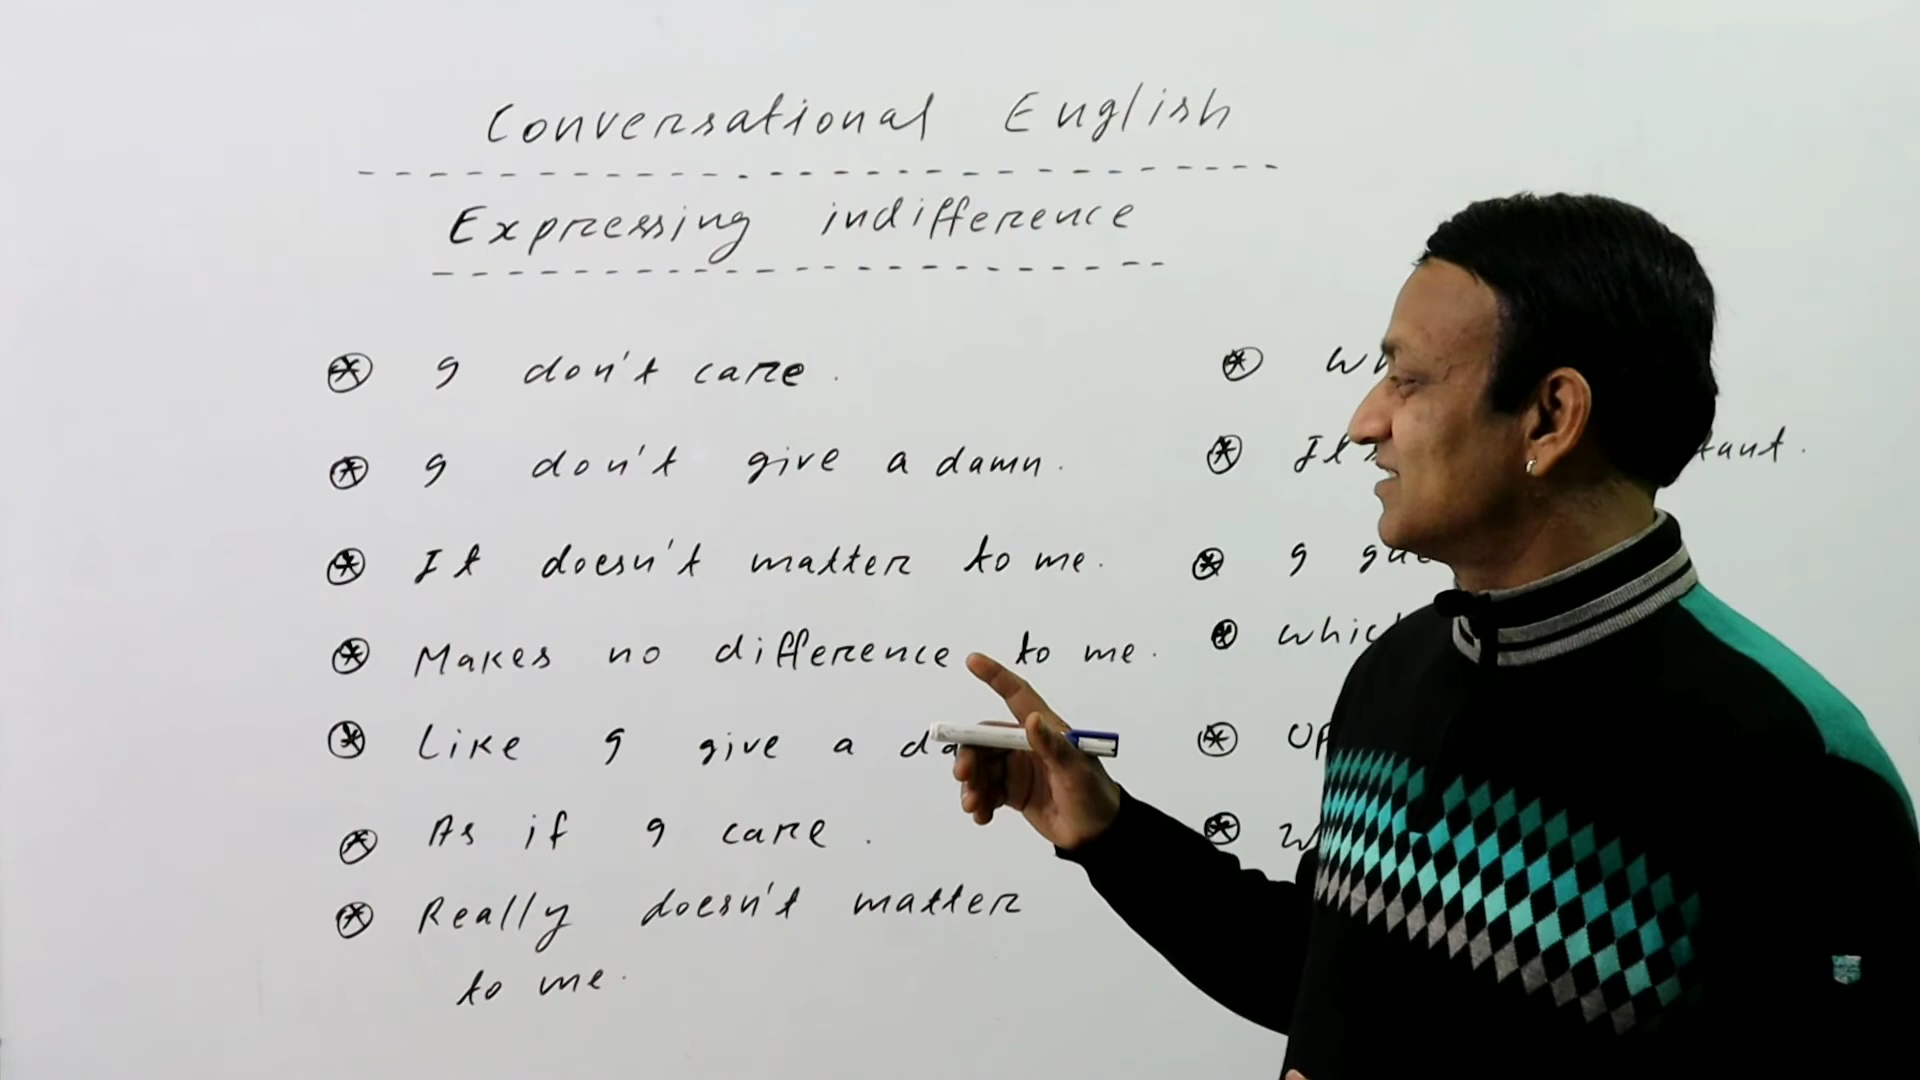 Conversational English
Expressing indifference
I don't care.
I don't give a damn.
It doesn't matter to me.
Makes no difference to me.
Like I give a
As if I care.
Really doesn't matter
to me.
I